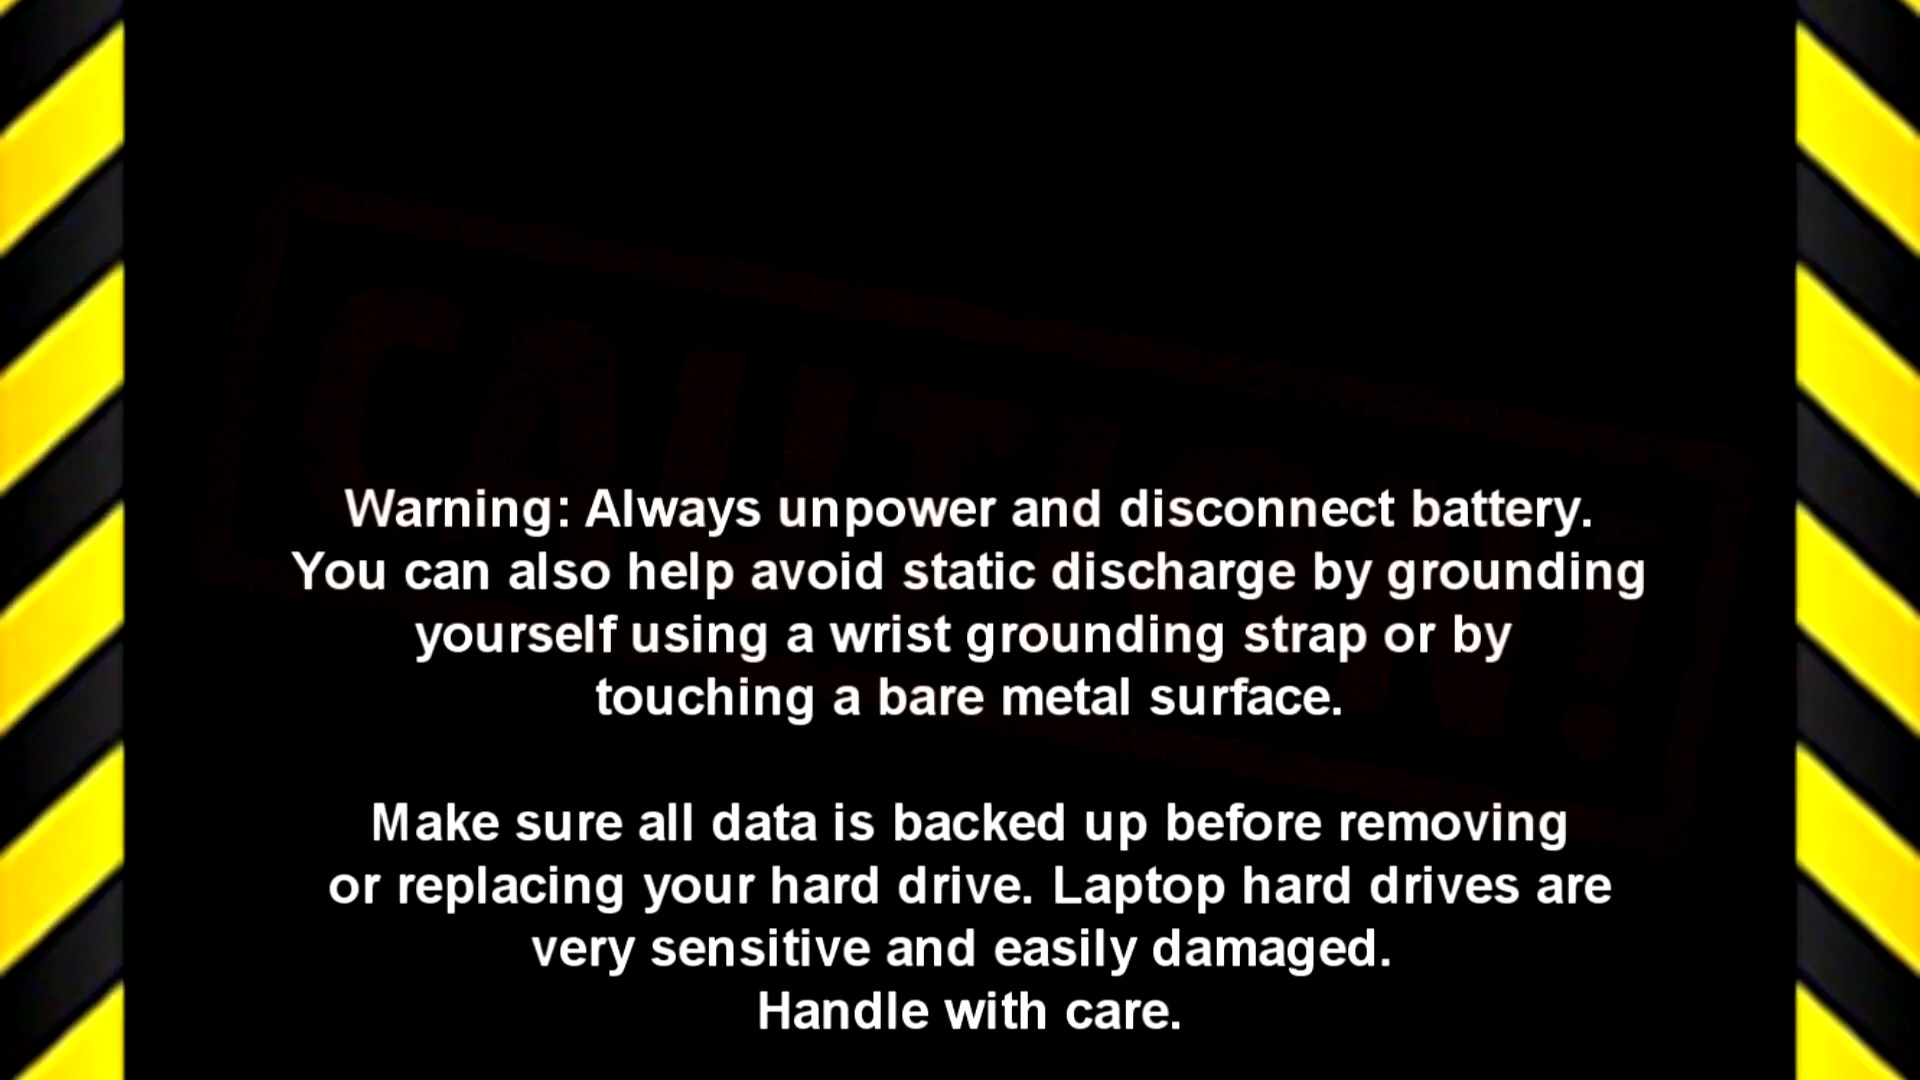 CAUTION!
Warning: Always unpower and disconnect battery.
You can also help avoid static discharge by grounding
yourself using a wrist grounding strap or by
touching a bare metal surface.
Make sure all data is backed up before removing
or replacing your hard drive. Laptop hard drives are
very sensitive and easily damaged.
Handle with care.